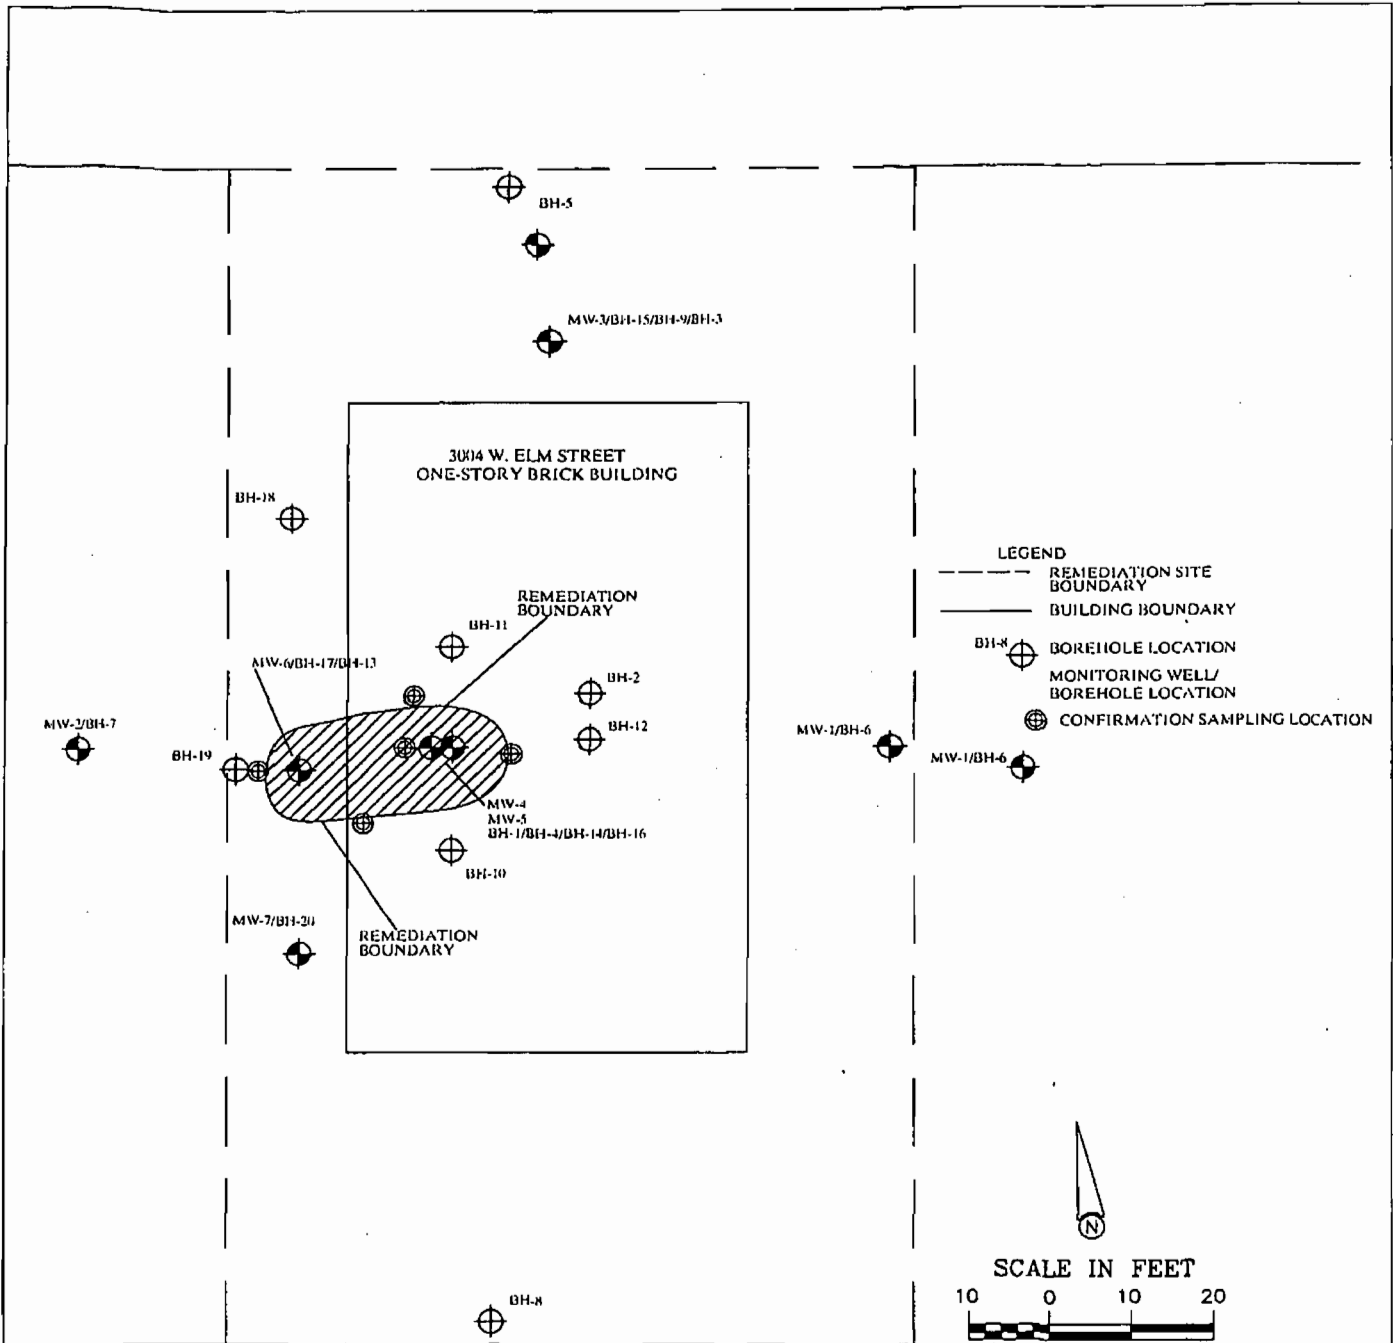 BH-5
MW-3/BH-15/BH-9/BH-3
3004 W. ELM STREET
ONE-STORY BRICK BUILDING
BH-18
REMEDIATION
BOUNDARY
BH-11
MW-6/BH-17/BH-13
BH-2
MW-2/BH-7
BH-12
BH-19
MW-1/BH-6
MW-4
MW-5
BH-1/BH-4/BH-14/BH-16
BH-10
MW-7/BH-20
REMEDIATION
BOUNDARY
BH-8
LEGEND
REMEDIATION SITE
BOUNDARY
BUILDING BOUNDARY
BH-8
BOREHOLE LOCATION
MONITORING WELL/
BOREHOLE LOCATION
CONFIRMATION SAMPLING LOCATION
MW-1/BH-6
N
SCALE IN FEET
10 0 10 20